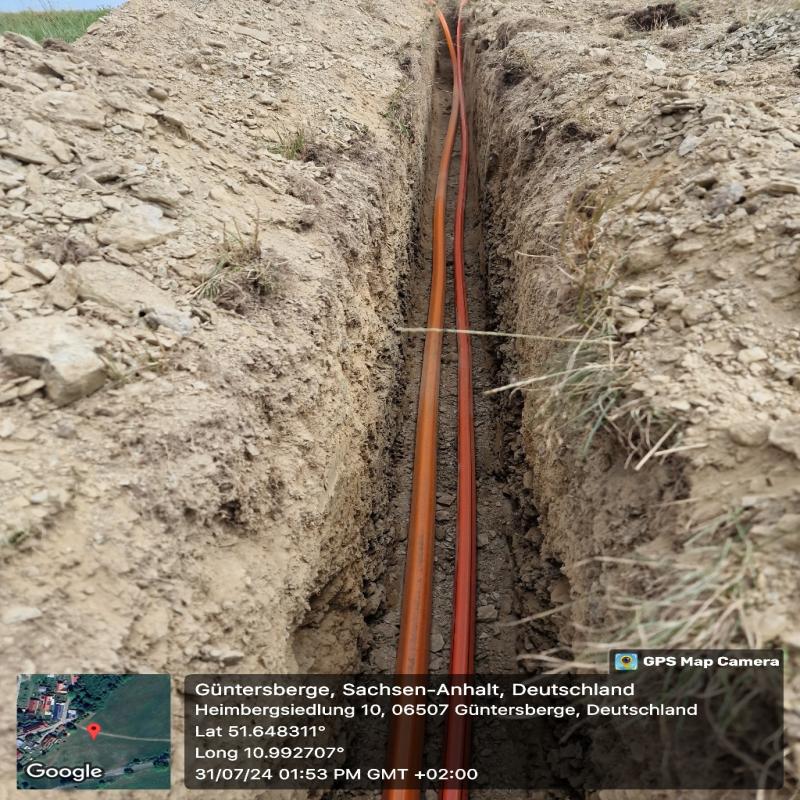 GPS Map Camera
Güntersberge, Sachsen-Anhalt, Deutschland
Heimbergsiedlung 10, 06507 Güntersberge, Deutschland
Lat 51.648311°
Long 10.992707°
31/07/24 01:53 PM GMT +02:00
Google